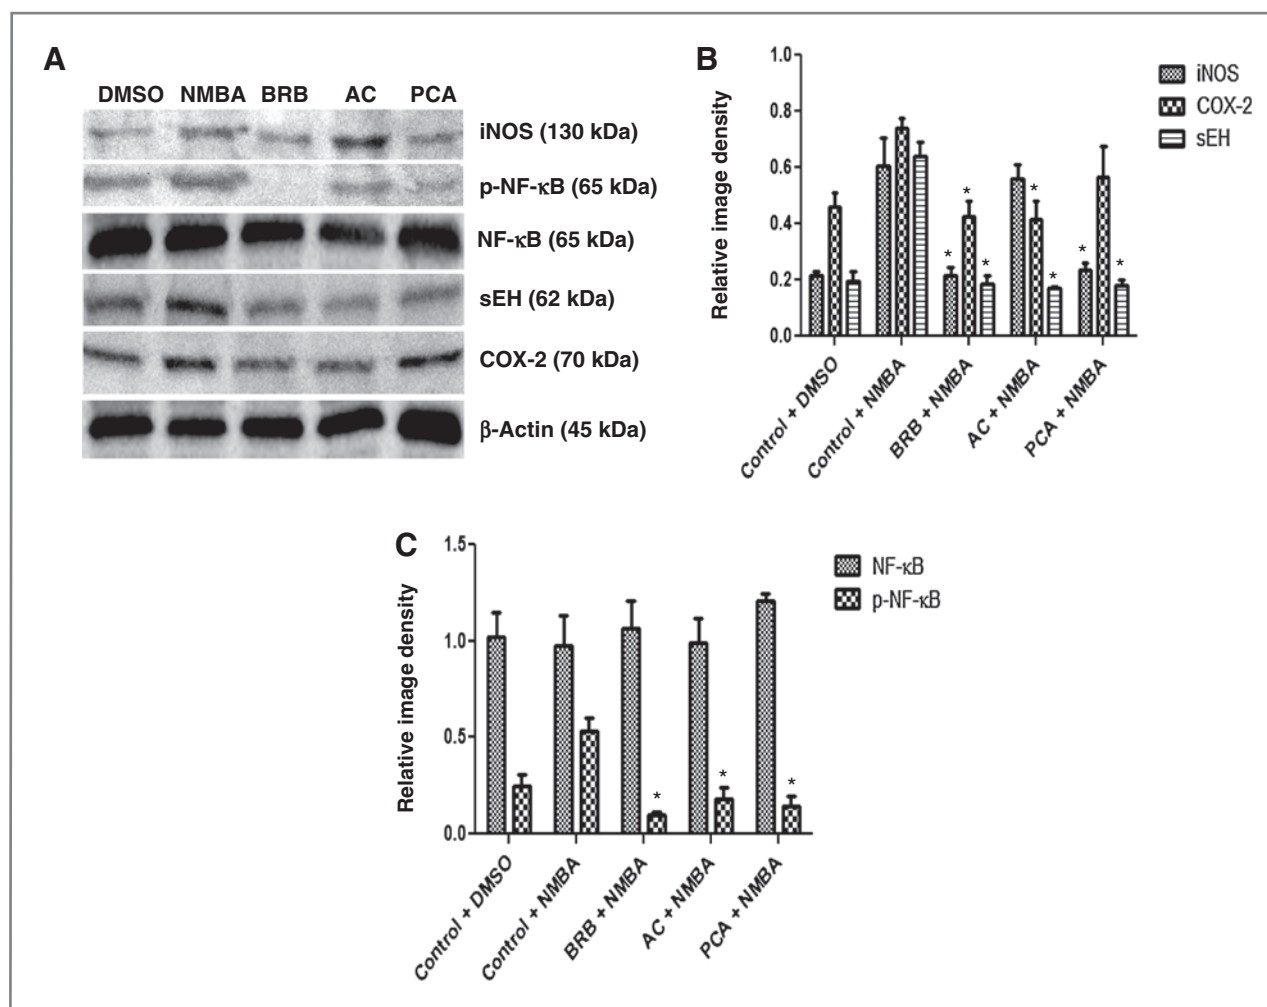 A
DMSO NMBA BRB AC PCA
iNOS (130 kDa)
p-NF-κB (65 kDa)
NF-κB (65 kDa)
sEH (62 kDa)
COX-2 (70 kDa)
β-Actin (45 kDa)
B
Relative image density
1.0
0.8
0.6
0.4
0.2
0.0
* * *
* *
* *
Control + DMSO
Control + NMBA
BRB + NMBA
AC + NMBA
PCA + NMBA
iNOS
COX-2
sEH
C
Relative image density
1.5
1.0
0.5
0.0
* * *
Control + DMSO
Control + NMBA
BRB + NMBA
AC + NMBA
PCA + NMBA
NF-κB
p-NF-κB